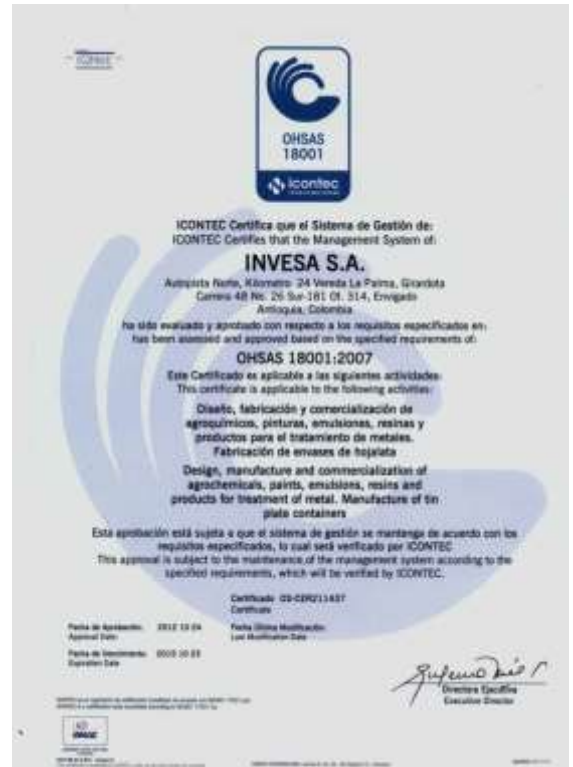 ICONTEC
OHSAS
18001
icontec
ICONTEC Certifica que el Sistema de Gestión de:
ICONTEC Certifies that the Management System of:
INVESA S.A.
Autopista Norte, Kilometro 24 Vereda La Palma, Girardota
Carrera 48 No. 26 Sur-181 Of. 314, Envigado
Antioquia, Colombia
ha sido evaluado y aprobado con respecto a los requisitos especificados en:
has been assessed and approved based on the specified requirements of:
OHSAS 18001:2007
Este Certificado es aplicable a las siguientes actividades:
This certificate is applicable to the following activities:
Diseño, fabricación y comercialización de
agroquímicos, pinturas, emulsiones, resinas y
productos para el tratamiento de metales.
Fabricación de envases de hojalata
Design, manufacture and commercialization of
agrochemicals, paints, emulsions, resins and
products for treatment of metal. Manufacture of tin
plate containers
Esta aprobación está sujeta a que el sistema de gestión se mantenga de acuerdo con los
requisitos especificados, lo cual será verificado por ICONTEC
This approval is subject to the maintenance of the management system according to the
specified requirements, which will be verified by ICONTEC.
Certificado
Certificate
Fecha de Aprobación: Fecha Última Modificación:
Approval Date: Last Modification Date
Fecha de Vencimiento:
Expiration Date
Directora Ejecutiva
Executive Director